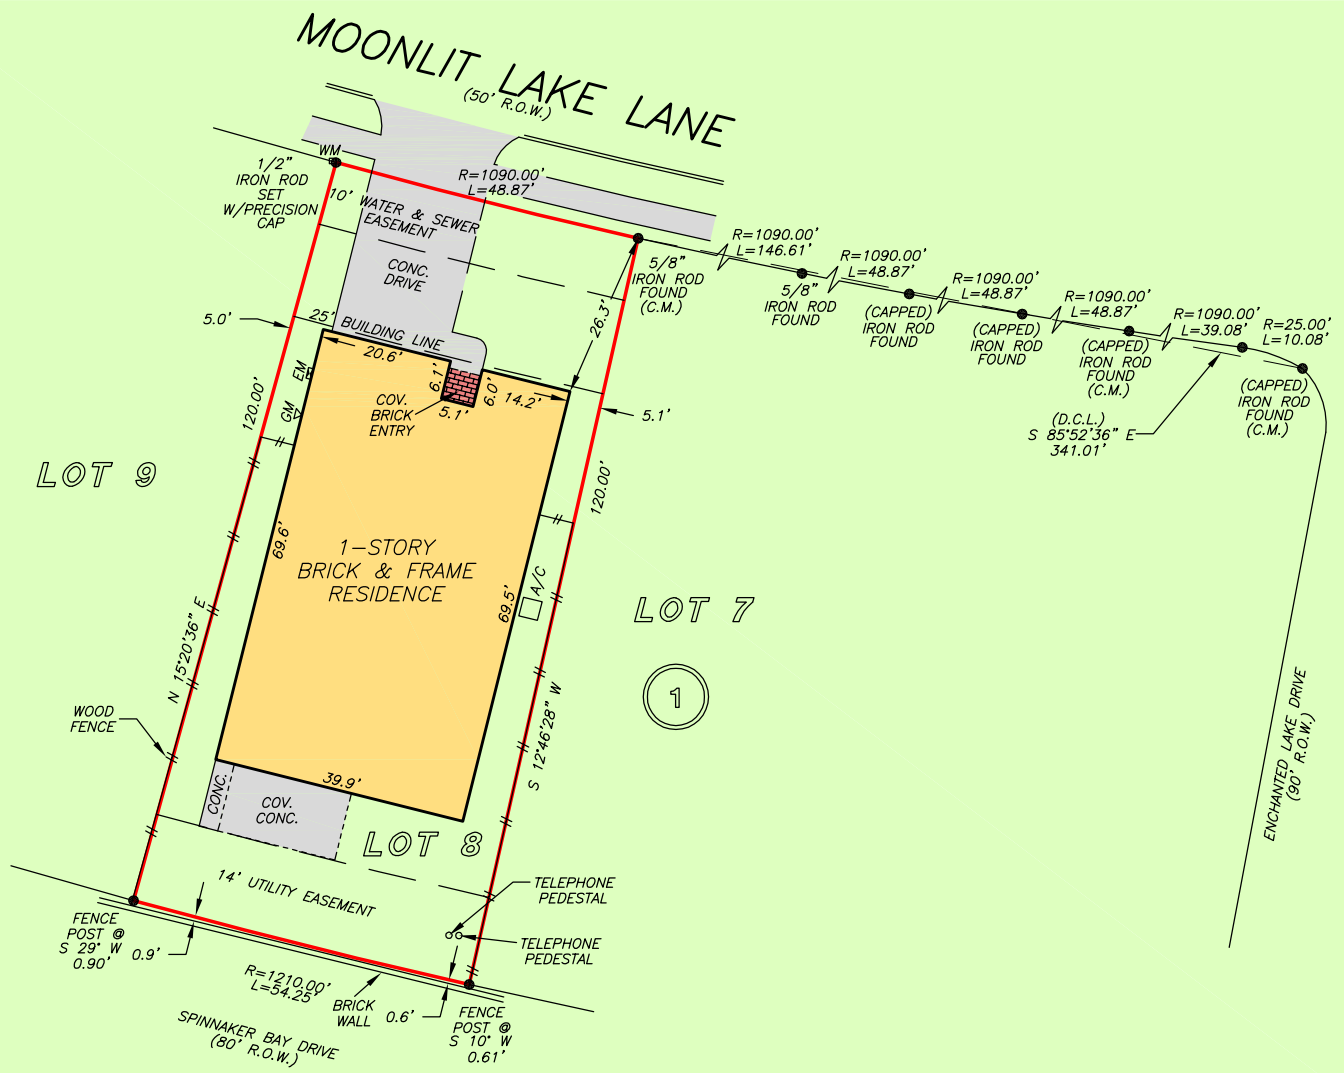 MOONLIT LAKE LANE
(50' R.O.W.)
WM
1/2"
IRON ROD
SET
W/PRECISION
CAP
R=1090.00'
L=48.87'
10'
WATER & SEWER
EASEMENT
CONC.
DRIVE
5/8"
IRON ROD
FOUND
(C.M.)
R=1090.00'
L=146.61'
5/8"
IRON ROD
FOUND
R=1090.00'
L=48.87'
(CAPPED)
IRON ROD
FOUND
R=1090.00'
L=48.87'
(CAPPED)
IRON ROD
FOUND
R=1090.00'
L=48.87'
(CAPPED)
IRON ROD
FOUND
(C.M.)
R=1090.00'
L=39.08'
R=25.00'
L=10.08'
(CAPPED)
IRON ROD
FOUND
(C.M.)
(D.C.L.)
S 85°52'36" E
341.01'
26.3'
5.0'
25'
BUILDING LINE
20.6'
EM
6.1'
6.0'
14.2'
COV.
BRICK
ENTRY
5.1'
5.1'
GM
120.00'
120.00'
LOT 9
69.6'
1-STORY
BRICK & FRAME
RESIDENCE
A/C
69.5'
LOT 7
1
N 15°20'36" E
S 12°46'28" W
WOOD
FENCE
39.9'
CONC.
COV.
CONC.
LOT 8
14' UTILITY EASEMENT
TELEPHONE
PEDESTAL
TELEPHONE
PEDESTAL
FENCE
POST @
S 29° W
0.90'
0.9'
R=1210.00'
L=54.25'
BRICK
WALL
0.6'
FENCE
POST @
S 10° W
0.61'
SPINNAKER BAY DRIVE
(80' R.O.W.)
ENCHANTED LAKE DRIVE
(90' R.O.W.)